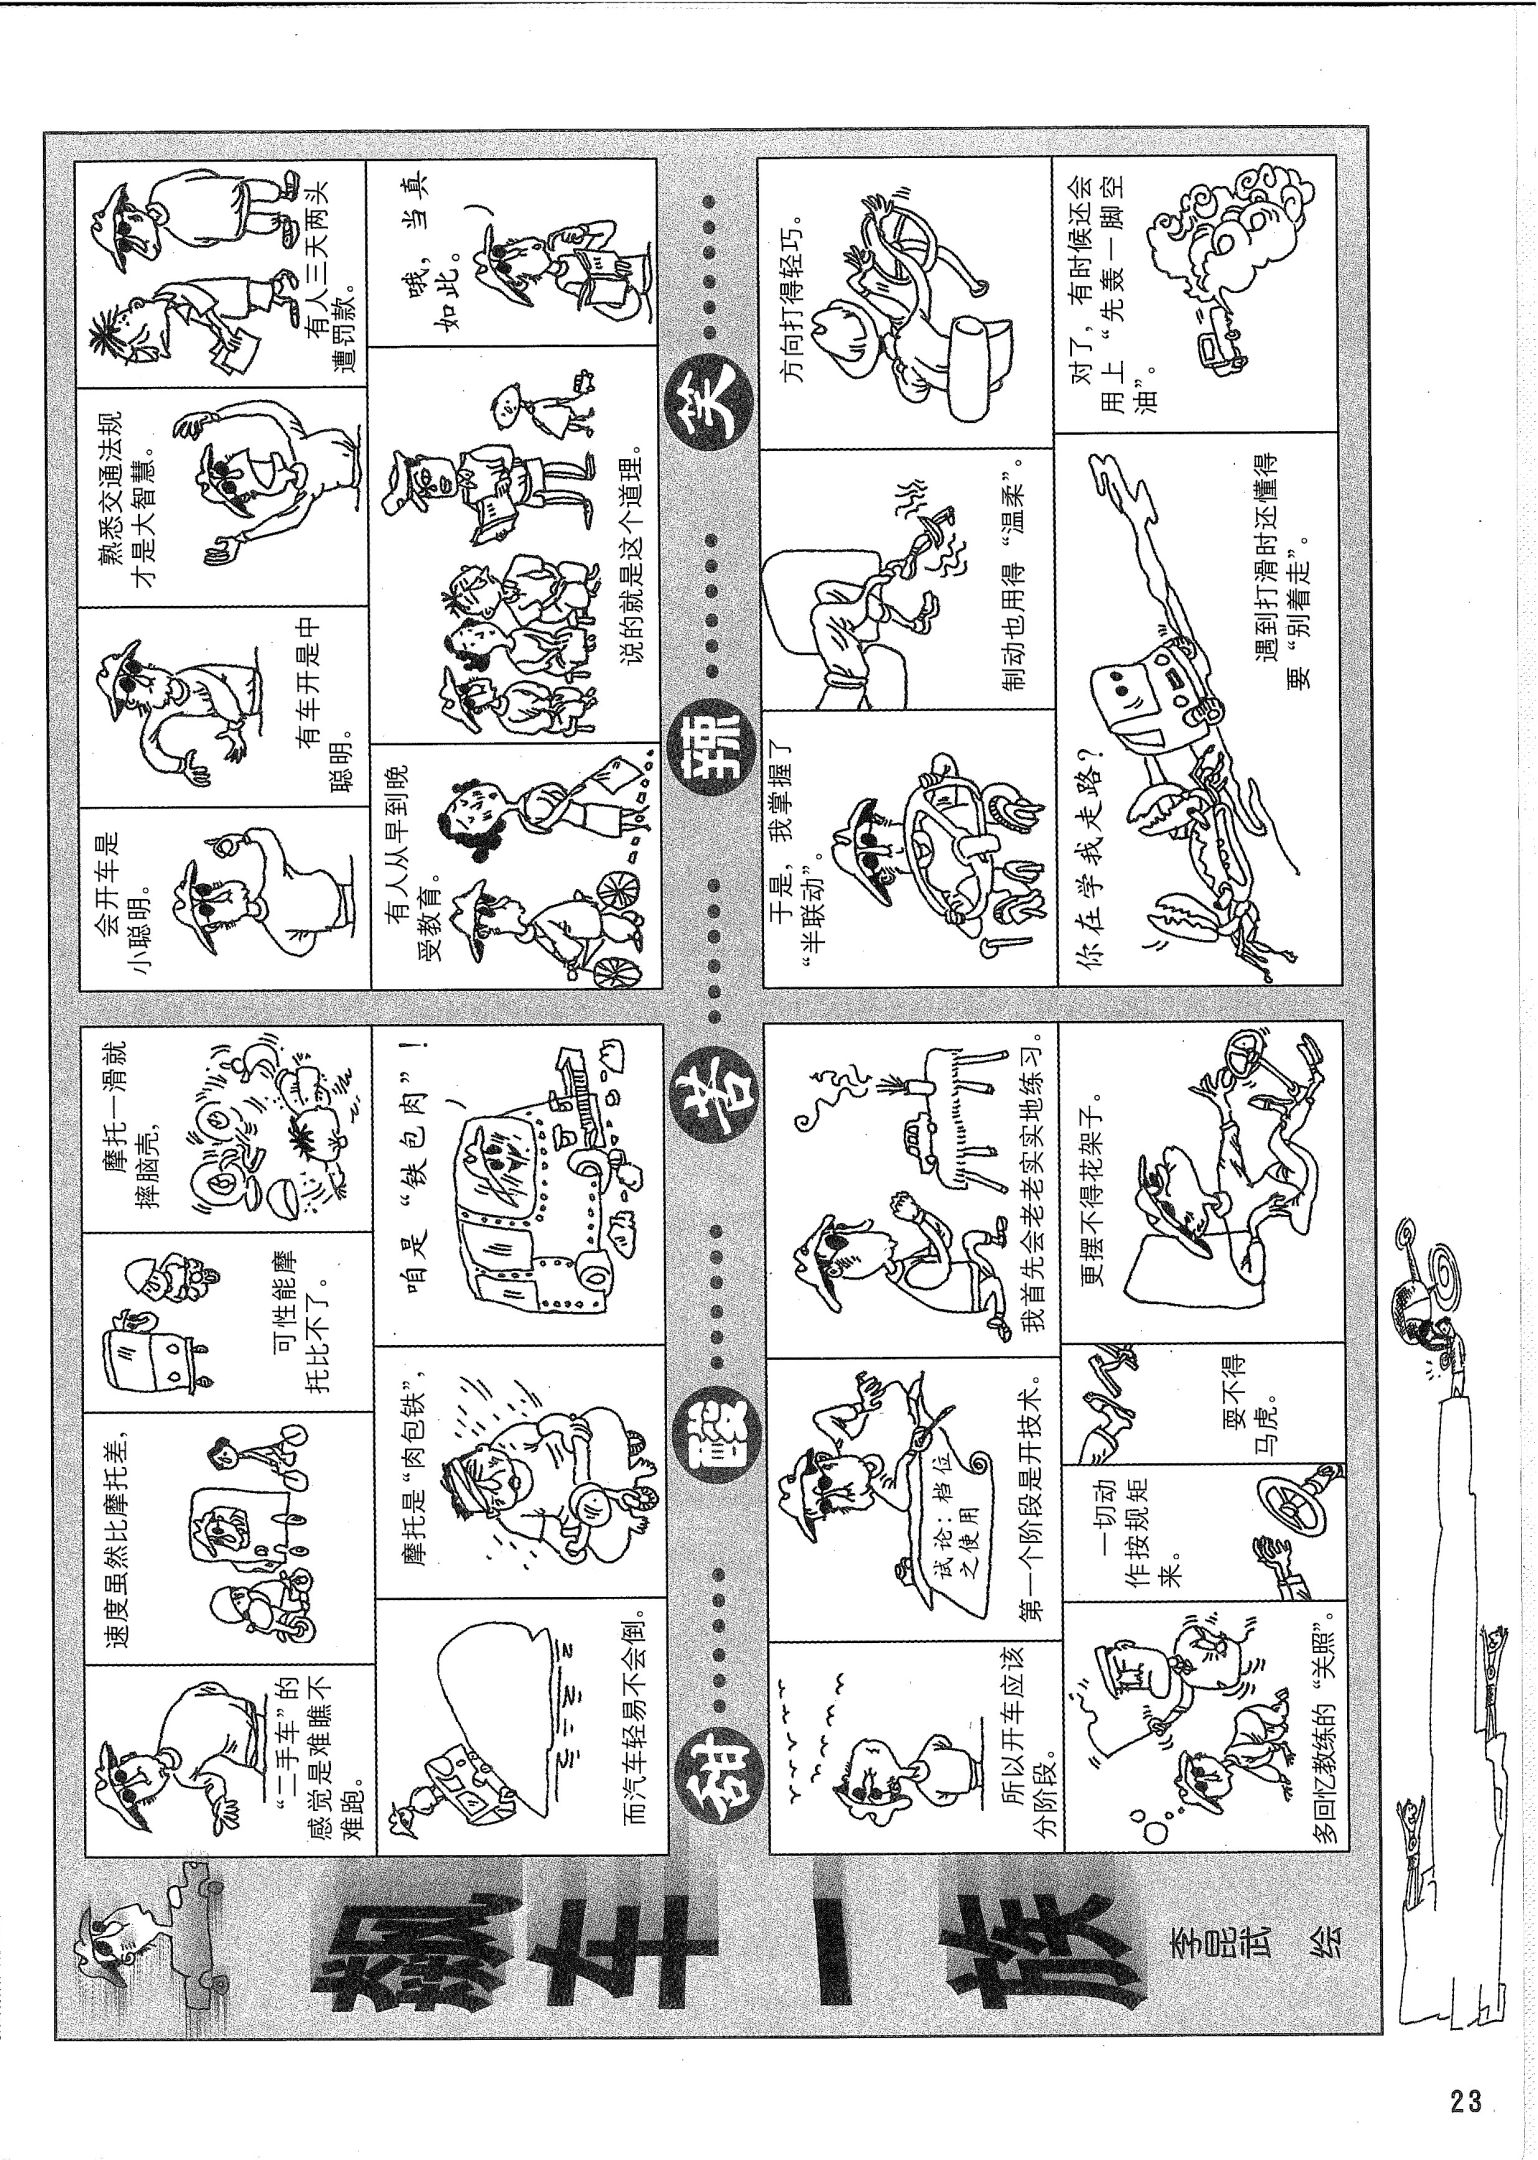 飙车一族
李昆武 绘
“二手车”的
感觉是难瞧不
难跑。
速度虽然比摩托差，
可性能摩
托比不了。
摩托一滑就
摔脑壳，
而汽车轻易不会倒。
摩托是“肉包铁”，
咱是“铁包肉”！
会开车是
小聪明。
有车开是中
聪明。
熟悉交通法规
才是大智慧。
有人三天两头
遭罚款。
有人从早到晚
受教育。
说的就是这个道理。
哦，当真
如此。
甜 酸 苦 辣 笑
所以开车应该
分阶段。
试论：档位
之使用
第一个阶段是开技术。
我首先会老老实实地练习。
多回忆教练的“关照”。
一切动
作按规矩
来。
耍不得
马虎。
更摆不得花架子。
于是，我掌握了
“半联动”。
制动也用得“温柔”。
方向打得轻巧。
你在学我走路？
遇到打滑时还懂得
要“别着走”。
对了，有时候还会
用上“先轰一脚空
油”。
23